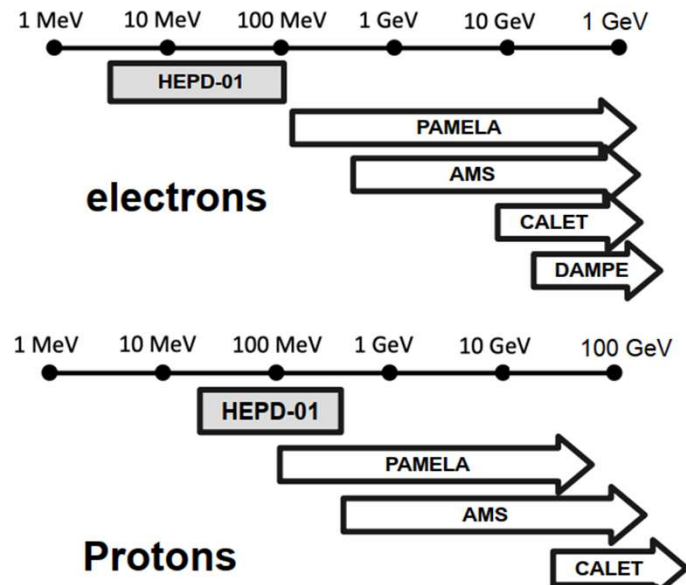 1 MeV 10 MeV 100 MeV 1 GeV 10 GeV 1 GeV
HEPD-01
PAMELA
AMS
electrons
CALET
DAMPE
1 MeV 10 MeV 100 MeV 1 GeV 10 GeV 100 GeV
HEPD-01
PAMELA
AMS
Protons
CALET